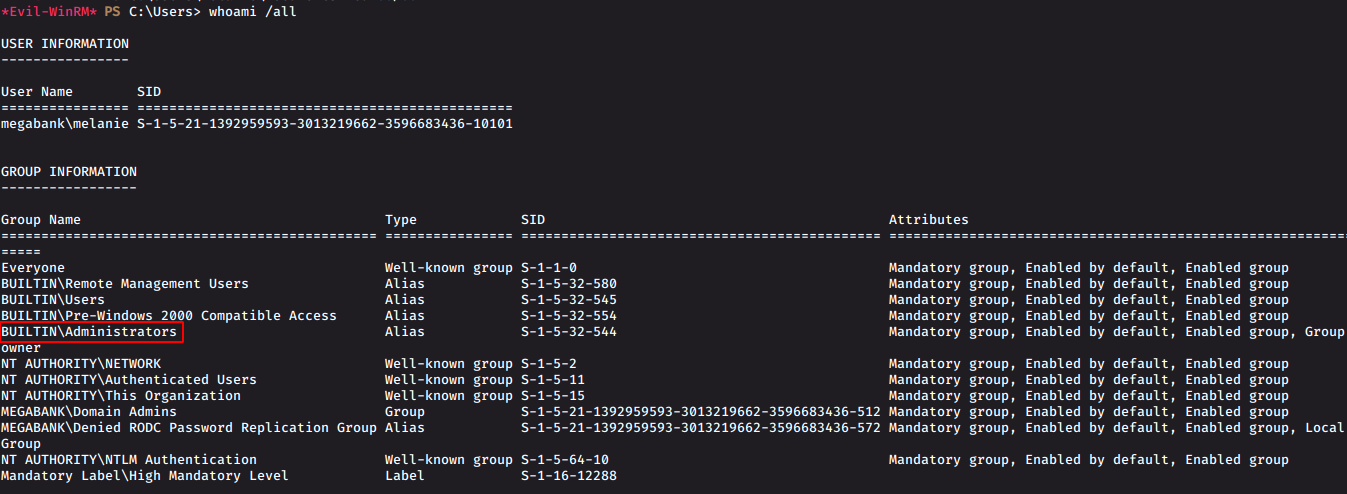 *Evil-WinRM* PS C:\Users> whoami /all
USER INFORMATION
----------------
User Name        SID
================ ===============================================
megabank\melanie S-1-5-21-1392959593-3013219662-3596683436-10101
GROUP INFORMATION
-----------------
Group Name                                      Type             SID                                            Attributes
=============================================== ================ ============================================= =========================================================
=====
Everyone                                        Well-known group S-1-1-0                                        Mandatory group, Enabled by default, Enabled group
BUILTIN\Remote Management Users                 Alias            S-1-5-32-580                                   Mandatory group, Enabled by default, Enabled group
BUILTIN\Users                                   Alias            S-1-5-32-545                                   Mandatory group, Enabled by default, Enabled group
BUILTIN\Pre-Windows 2000 Compatible Access      Alias            S-1-5-32-554                                   Mandatory group, Enabled by default, Enabled group
BUILTIN\Administrators                          Alias            S-1-5-32-544                                   Mandatory group, Enabled by default, Enabled group, Group
owner
NT AUTHORITY\NETWORK                            Well-known group S-1-5-2                                        Mandatory group, Enabled by default, Enabled group
NT AUTHORITY\Authenticated Users                Well-known group S-1-5-11                                       Mandatory group, Enabled by default, Enabled group
NT AUTHORITY\This Organization                  Well-known group S-1-5-15                                       Mandatory group, Enabled by default, Enabled group
MEGABANK\Domain Admins                          Group            S-1-5-21-1392959593-3013219662-3596683436-512 Mandatory group, Enabled by default, Enabled group
MEGABANK\Denied RODC Password Replication Group Alias            S-1-5-21-1392959593-3013219662-3596683436-572 Mandatory group, Enabled by default, Enabled group, Local
Group
NT AUTHORITY\NTLM Authentication                Well-known group S-1-5-64-10                                    Mandatory group, Enabled by default, Enabled group
Mandatory Label\High Mandatory Level            Label            S-1-16-12288